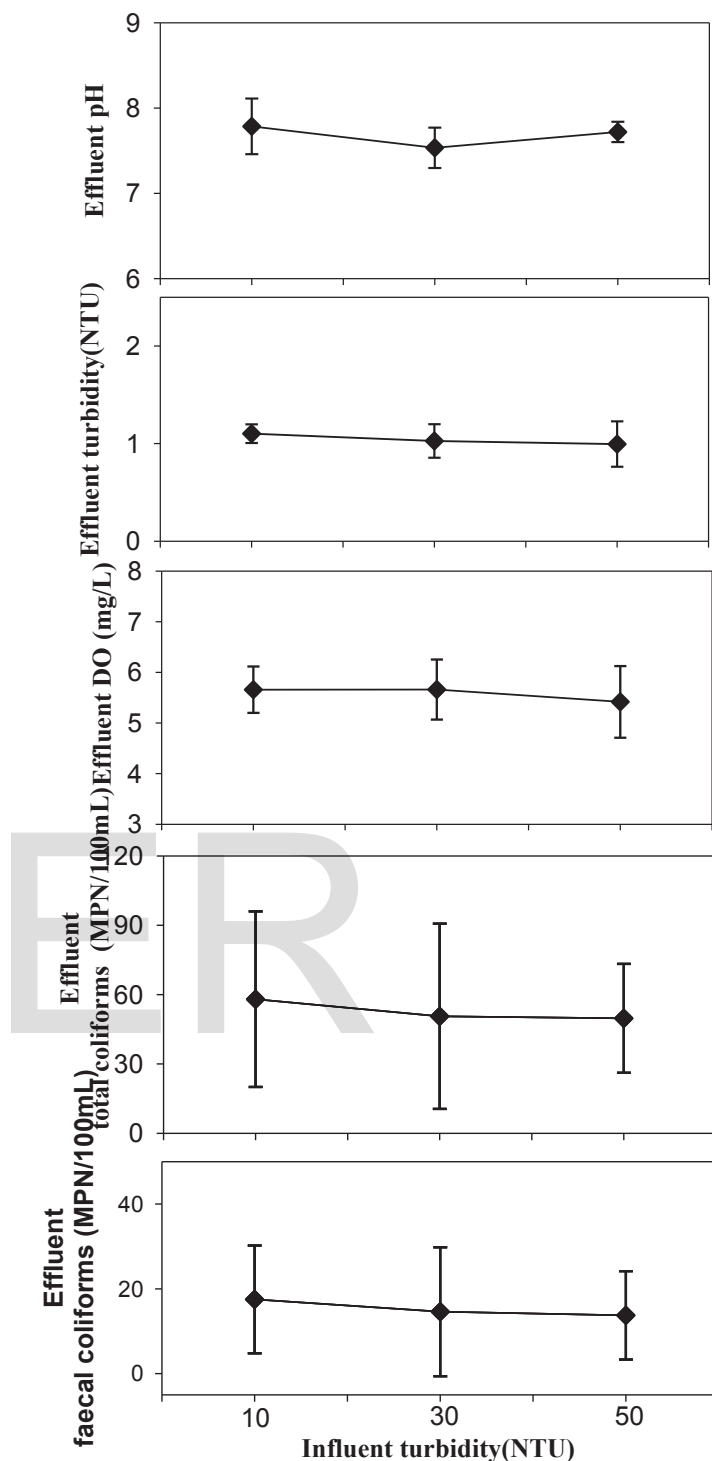 Effluent pH
9
8
7
6
Effluent turbidity(NTU)
2
1
0
Effluent DO (mg/L)
8
7
6
5
4
3
Effluent
total coliforms (MPN/100mL)
120
90
60
30
0
Effluent
faecal coliforms (MPN/100mL)
40
20
0
10 30 50
Influent turbidity(NTU)
ER